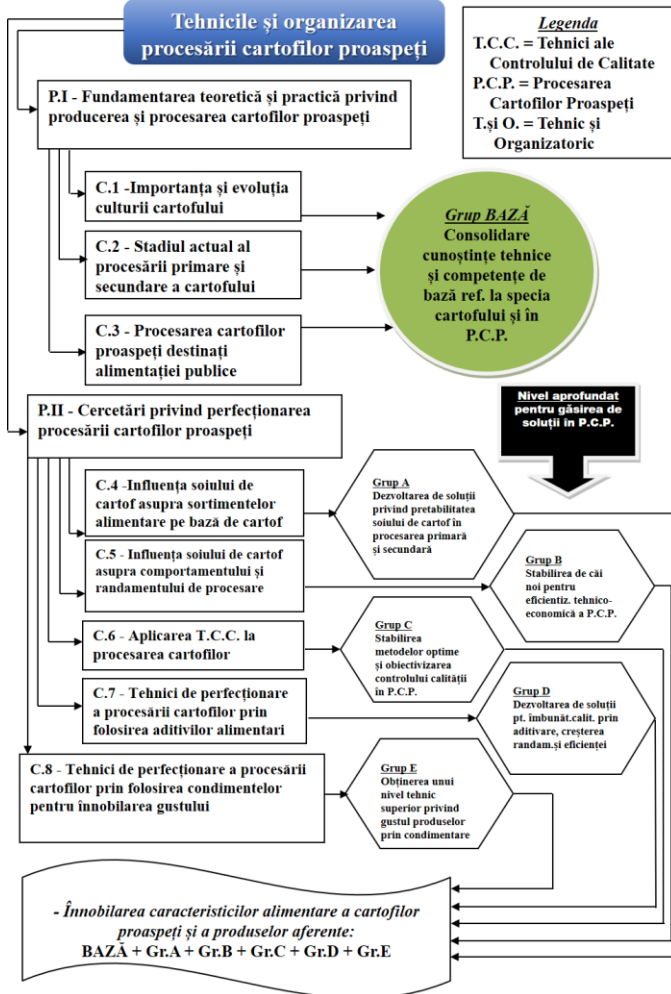 Tehnicile și organizarea
procesării cartofilor proaspeți
Legenda
T.C.C. = Tehnici ale
Controlului de Calitate
P.C.P. = Procesarea
Cartofilor Proaspeți
T.și O. = Tehnic și
Organizatoric
P.I - Fundamentarea teoretică și practică privind
producerea și procesarea cartofilor proaspeți
C.1 -Importanța și evoluția
culturii cartofului
C.2 - Stadiul actual al
procesării primare și
secundare a cartofului
C.3 - Procesarea cartofilor
proaspeți destinați
alimentației publice
Grup BAZĂ
Consolidare
cunoștințe tehnice
și competențe de
bază ref. la specia
cartofului și în
P.C.P.
P.II - Cercetări privind perfecționarea
procesării cartofilor proaspeți
Nivel aprofundat
pentru găsirea de
soluții in P.C.P.
C.4 -Influența soiului de
cartof asupra sortimentelor
alimentare pe bază de cartof
Grup A
Dezvoltarea de soluții
privind pretabilitatea
soiului de cartof în
procesarea primară
și secundară
C.5 - Influența soiului de cartof
asupra comportamentului și
randamentului de procesare
Grup B
Stabilirea de căi
noi pentru
eficientiz. tehnico-
economică a P.C.P.
C.6 - Aplicarea T.C.C. la
procesarea cartofilor
Grup C
Stabilirea
metodelor optime
și obiectivizarea
controlului calității
în P.C.P.
C.7 - Tehnici de perfecționare
a procesării cartofilor prin
folosirea aditivilor alimentari
Grup D
Dezvoltarea de soluții
pt. îmbunăt.calit. prin
aditivare, creșterea
randam.și eficienței
C.8 - Tehnici de perfecționare a procesării
cartofilor prin folosirea condimentelor
pentru înnobilarea gustului
Grup E
Obținerea unui
nivel tehnic
superior privind
gustul produselor
prin condimentare
- Înnobilarea caracteristicilor alimentare a cartofilor
proaspeți și a produselor aferente:
BAZĂ + Gr.A + Gr.B + Gr.C + Gr.D + Gr.E